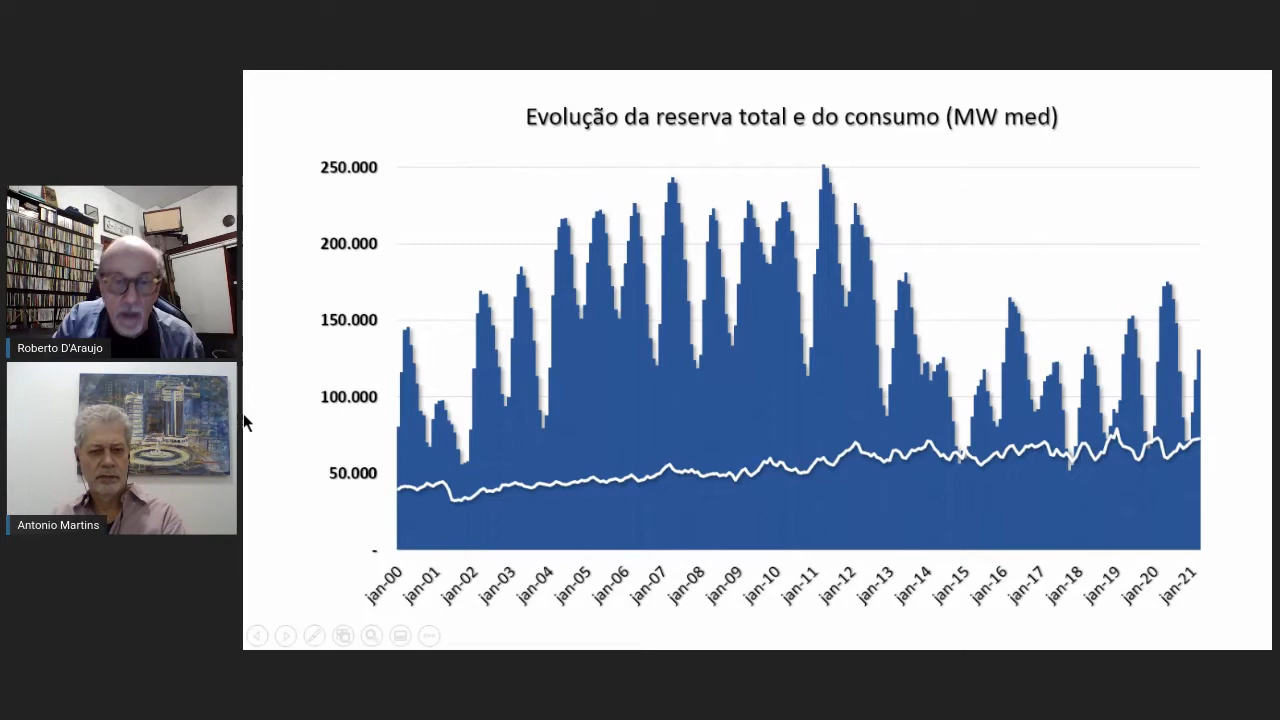 Evolução da reserva total e do consumo (MW med)
250.000
200.000
150.000
100.000
50.000
-
jan-00
jan-01
jan-02
jan-03
jan-04
jan-05
jan-06
jan-07
jan-08
jan-09
jan-10
jan-11
jan-12
jan-13
jan-14
jan-15
jan-16
jan-17
jan-18
jan-19
jan-20
jan-21
Roberto D'Araujo
Antonio Martins